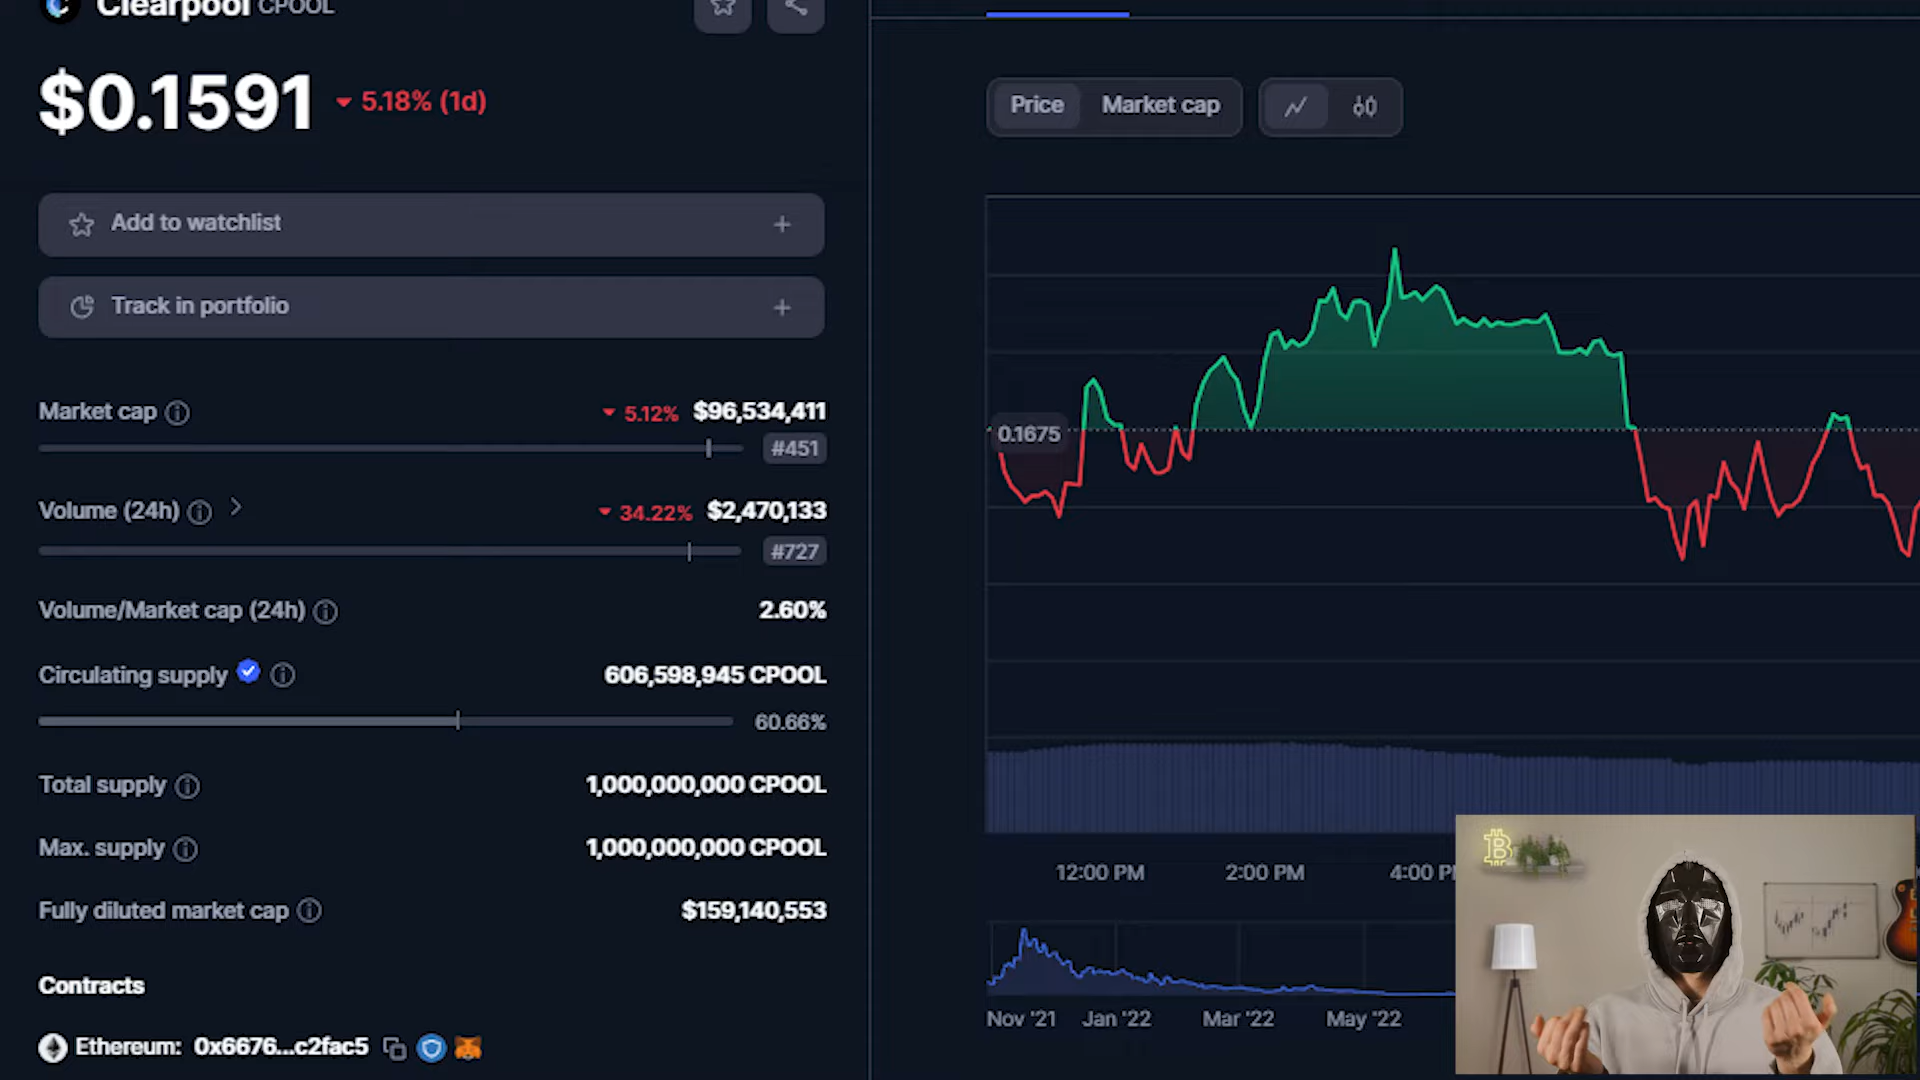 Clearpool CPOOL
$0.1591 5.18% (1d)
Add to watchlist
Track in portfolio
Market cap 5.12% $96,534,411
#451
Volume (24h) 34.22% $2,470,133
#727
Volume/Market cap (24h) 2.60%
Circulating supply 606,598,945 CPOOL
60.66%
Total supply 1,000,000,000 CPOOL
Max. supply 1,000,000,000 CPOOL
Fully diluted market cap $159,140,553
Contracts
Ethereum: 0x6676...c2fac5
Price Market cap
0.1675
12:00 PM 2:00 PM 4:00
Nov '21 Jan '22 Mar '22 May '22